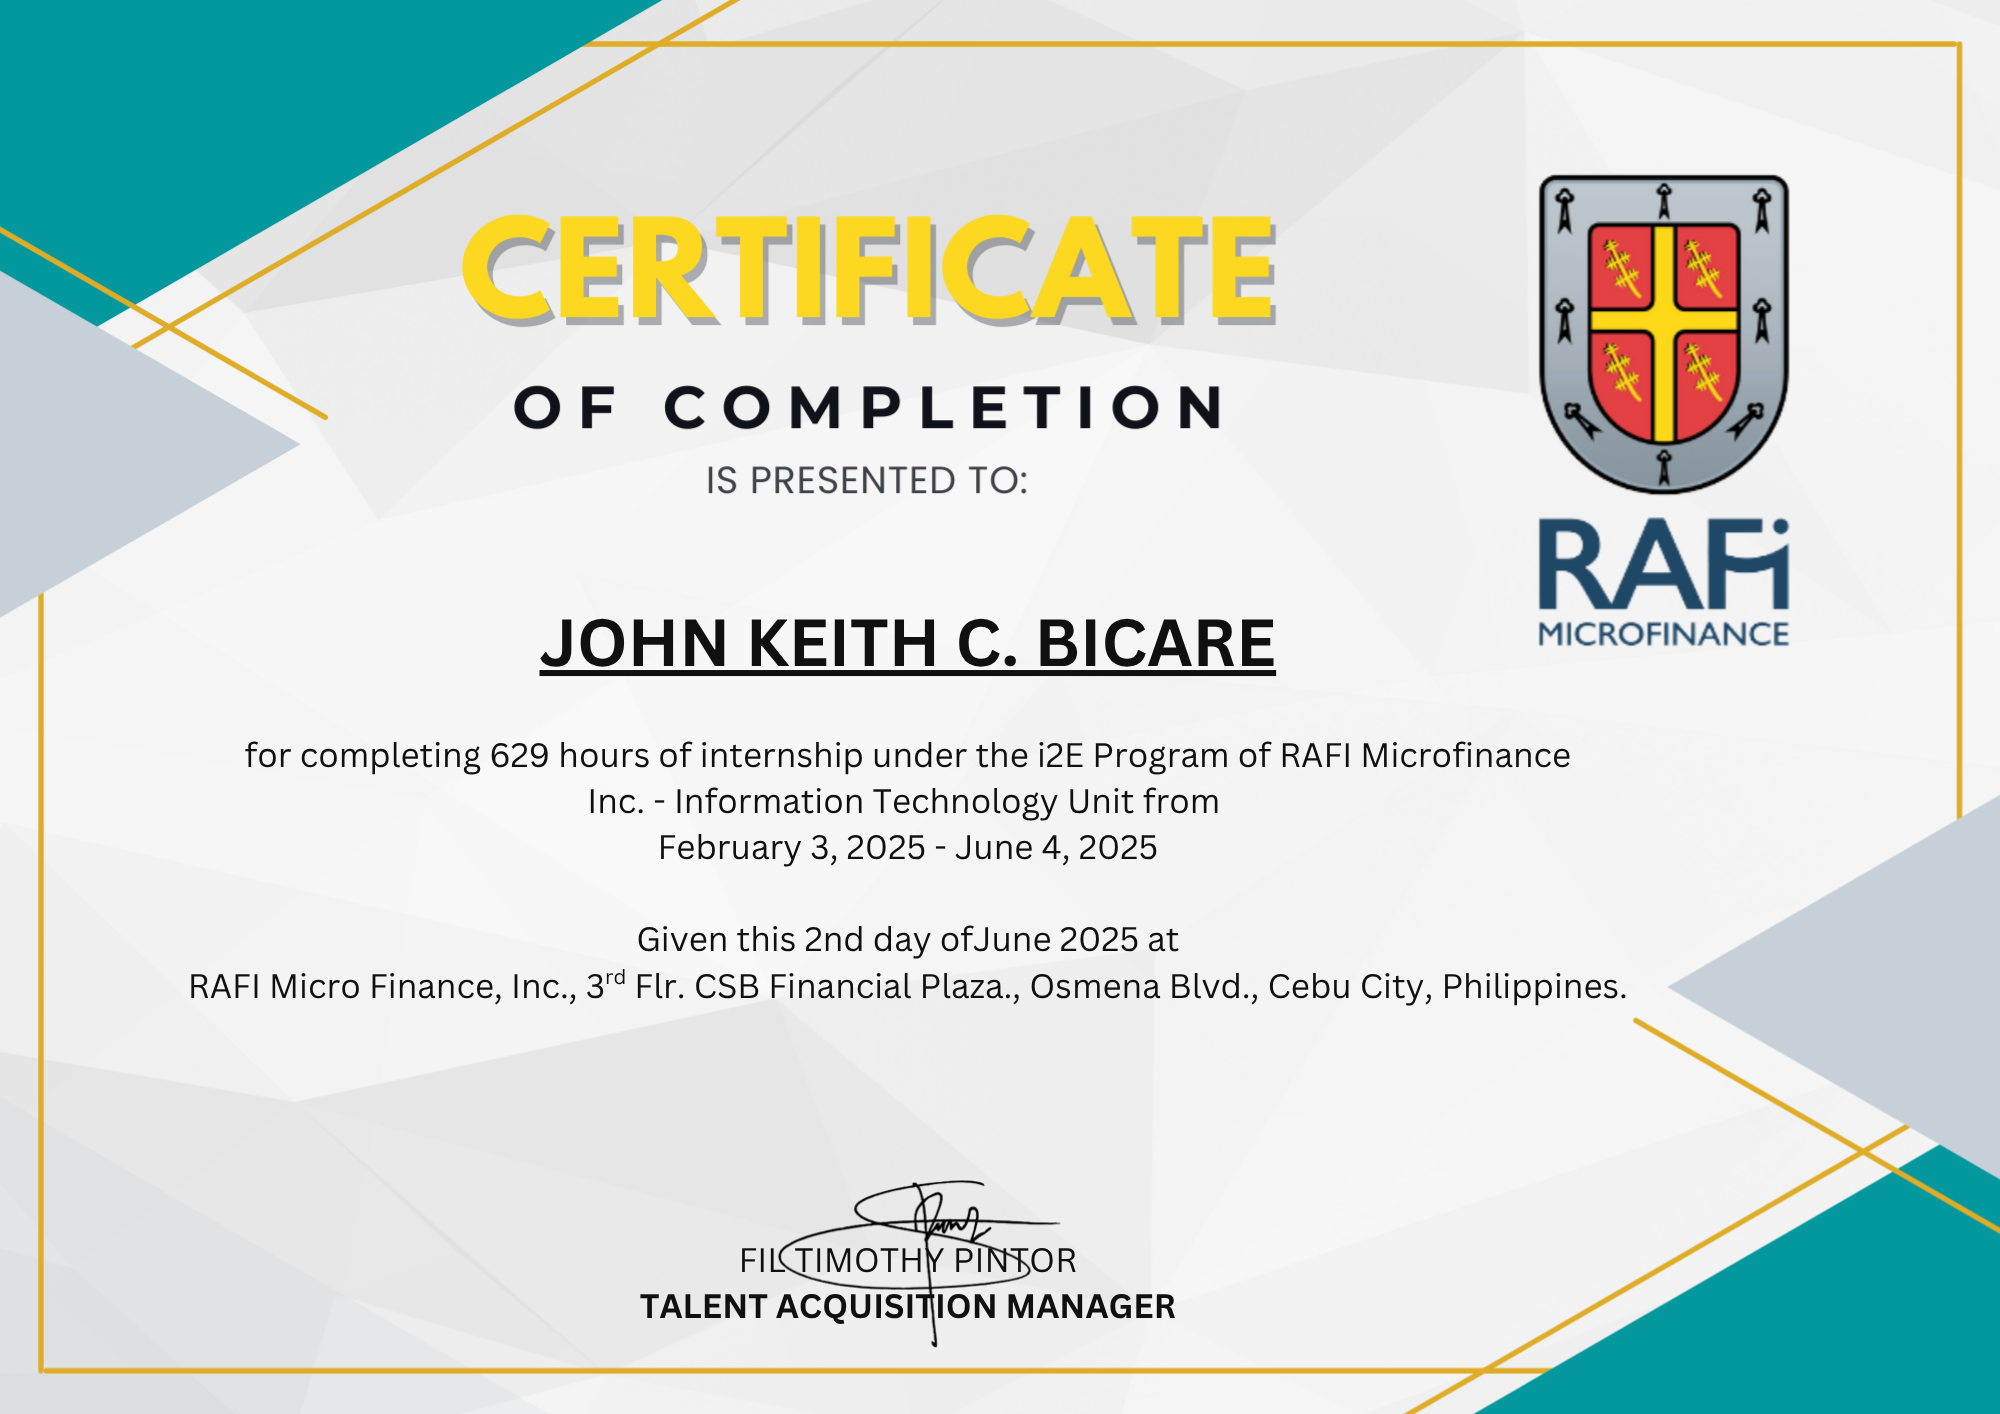 CERTIFICATE
OF COMPLETION
IS PRESENTED TO:
RAFi
MICROFINANCE
JOHN KEITH C. BICARE
for completing 629 hours of internship under the i2E Program of RAFI Microfinance
Inc. - Information Technology Unit from
February 3, 2025 - June 4, 2025
Given this 2nd day ofJune 2025 at
RAFI Micro Finance, Inc., 3rd Flr. CSB Financial Plaza., Osmena Blvd., Cebu City, Philippines.
FIL TIMOTHY PINTOR
TALENT ACQUISITION MANAGER